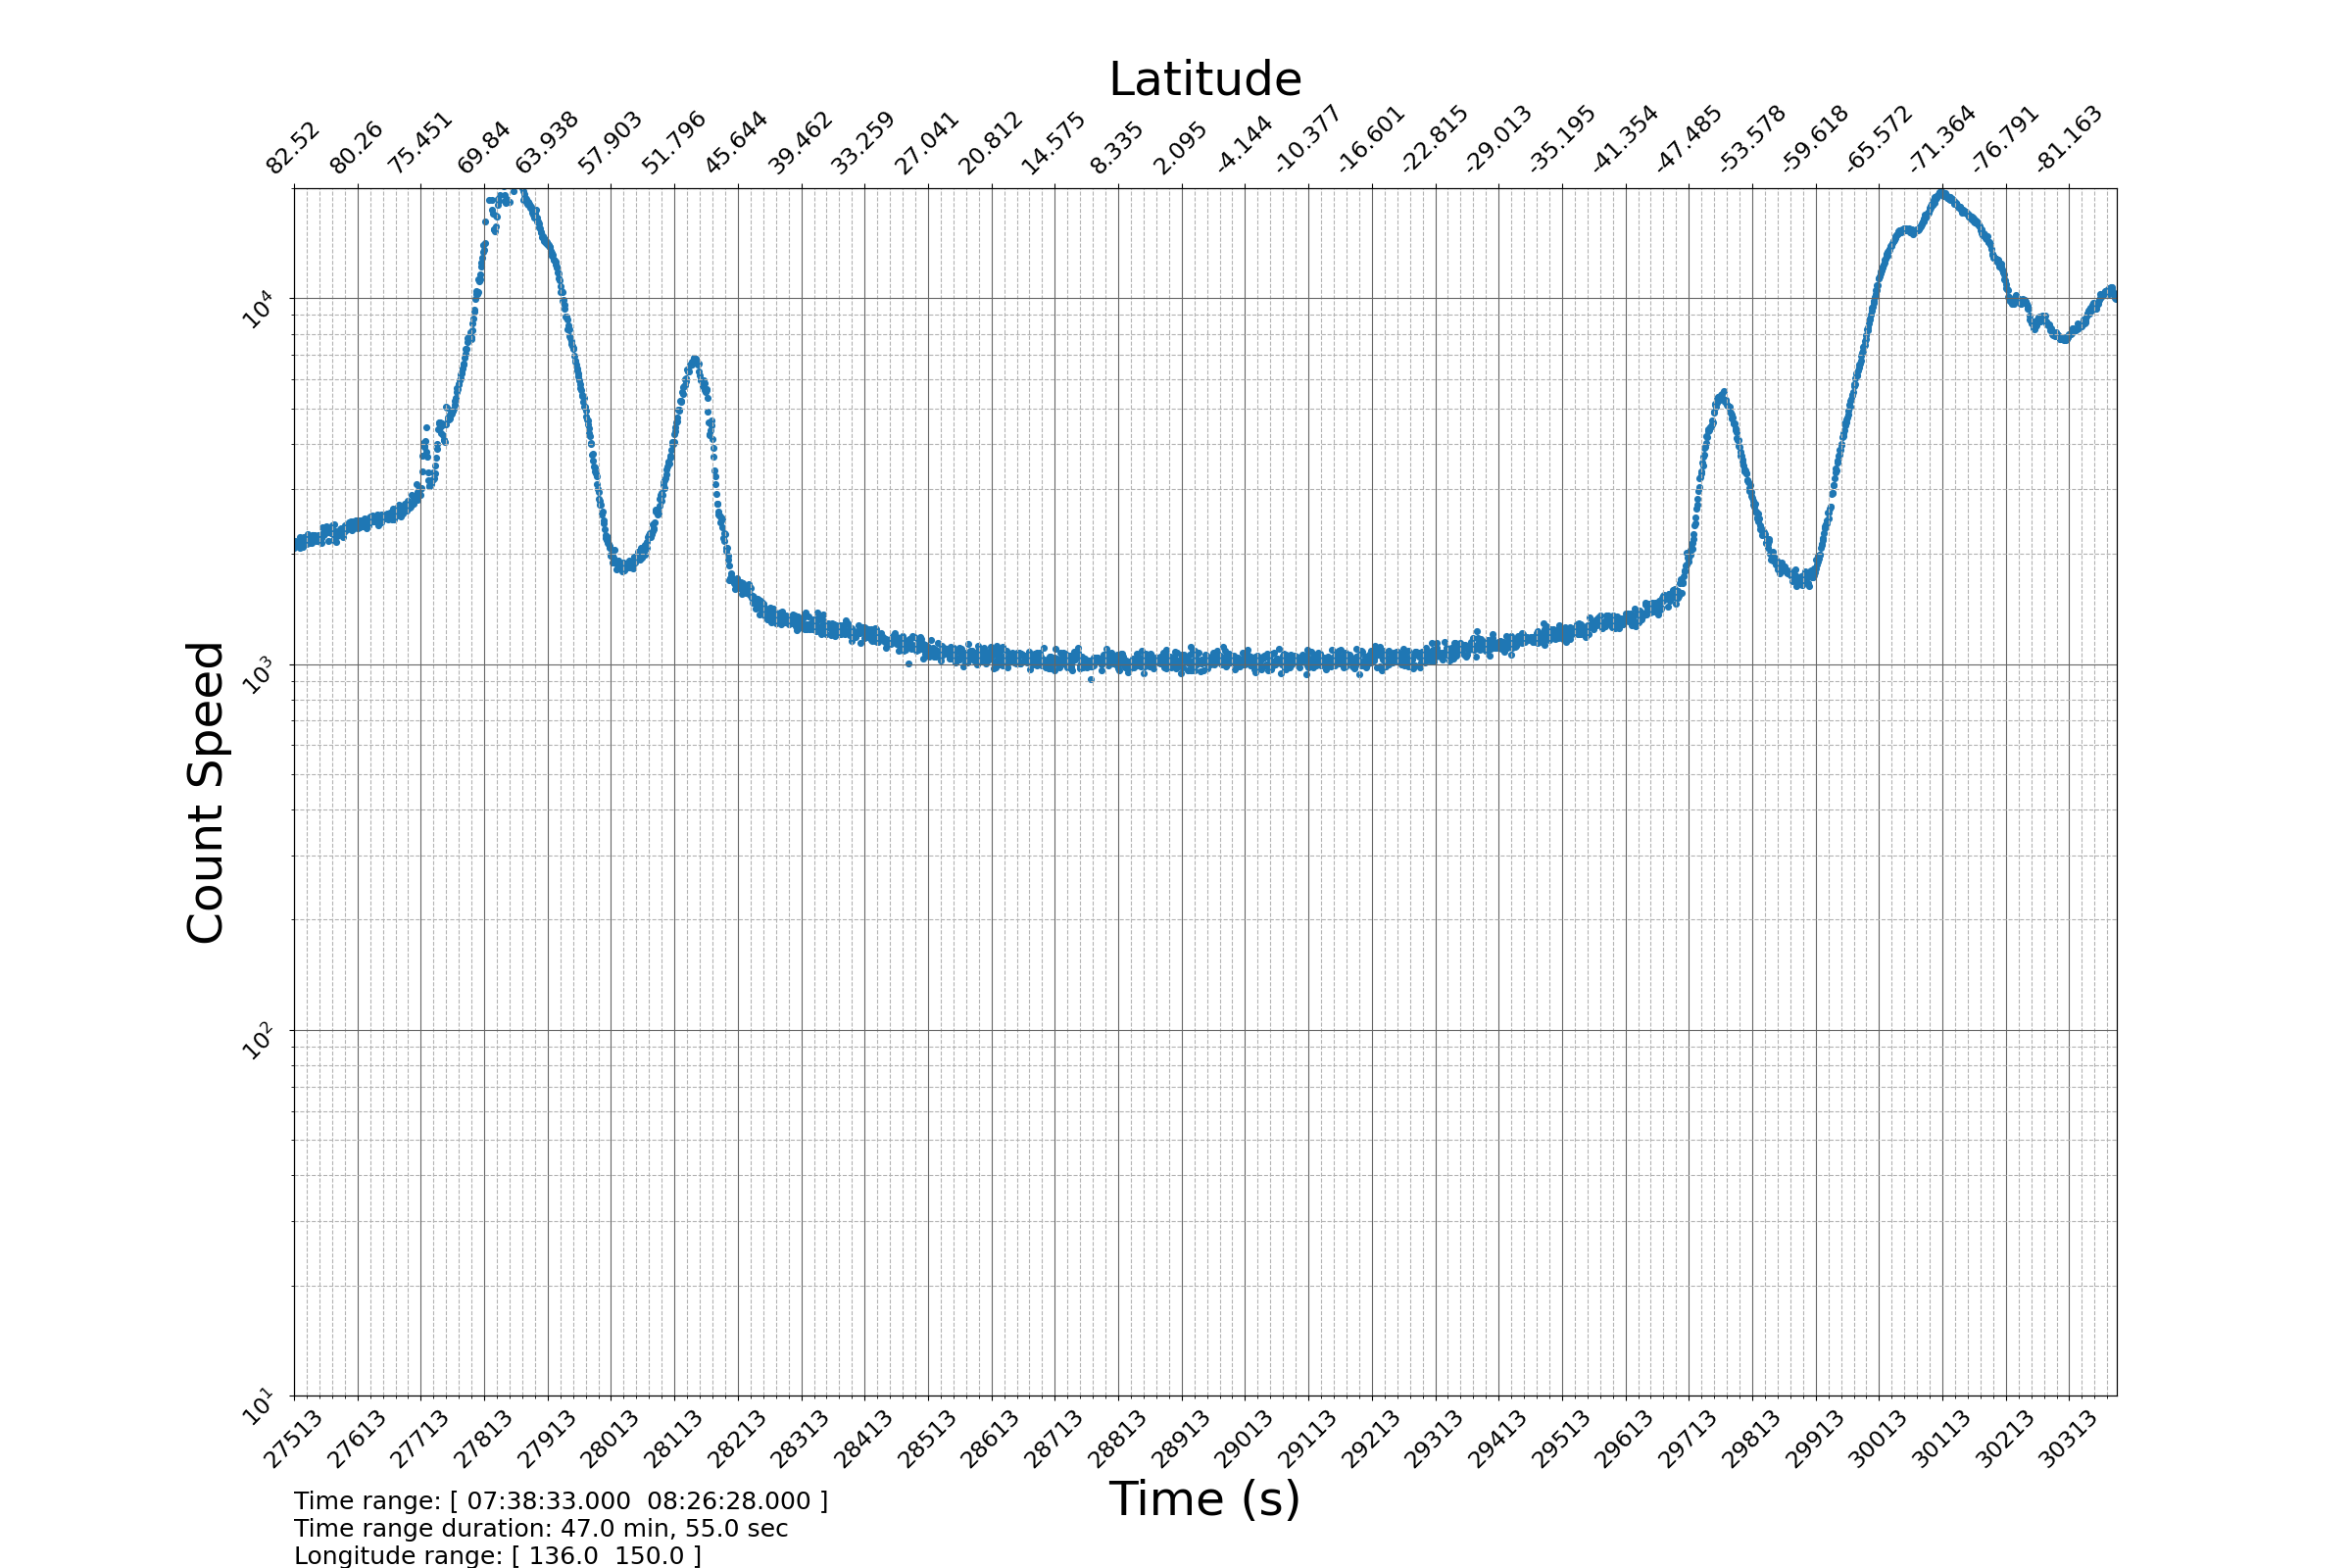 Latitude
82.52 80.26 75.451 69.84 63.938 57.903 51.796 45.644 39.462 33.259 27.041 20.812 14.575 8.335 2.095 -4.144 -10.377 -16.601 -22.815 -29.013 -35.195 -41.354 -47.485 -53.578 -59.618 -65.572 -71.364 -76.791 -81.163
10⁴
10³
Count Speed
10²
10¹
27513 27613 27713 27813 27913 28013 28113 28213 28313 28413 28513 28613 28713 28813 28913 29013 29113 29213 29313 29413 29513 29613 29713 29813 29913 30013 30113 30213 30313
Time (s)
Time range: [ 07:38:33.000  08:26:28.000 ]
Time range duration: 47.0 min, 55.0 sec
Longitude range: [ 136.0  150.0 ]